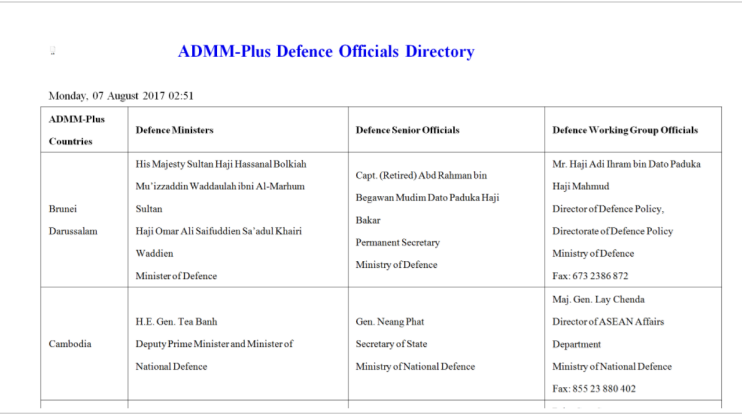 ADMM-Plus Defence Officials Directory
Monday, 07 August 2017 02:51
ADMM-Plus
Countries
Defence Ministers
Defence Senior Officials
Defence Working Group Officials
Brunei
Darussalam
His Majesty Sultan Haji Hassanal Bolkiah
Mu’izzaddin Waddaulah ibni Al-Marhum
Sultan
Haji Omar Ali Saifuddien Sa’adul Khairi
Waddien
Minister of Defence
Capt. (Retired) Abd Rahman bin
Begawan Mudim Dato Paduka Haji
Bakar
Permanent Secretary
Ministry of Defence
Mr. Haji Adi Ihram bin Dato Paduka
Haji Mahmud
Director of Defence Policy,
Directorate of Defence Policy
Ministry of Defence
Fax: 673 2386 872
Cambodia
H.E. Gen. Tea Banh
Deputy Prime Minister and Minister of
National Defence
Gen. Neang Phat
Secretary of State
Ministry of National Defence
Maj. Gen. Lay Chenda
Director of ASEAN Affairs
Department
Ministry of National Defence
Fax: 855 23 880 402